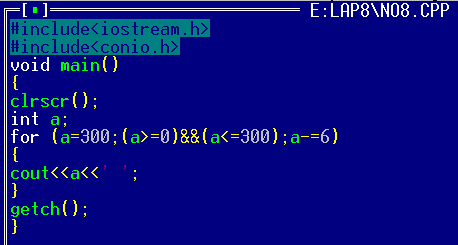 [▪] E:LAP8\NO8.CPP
#include<iostream.h>
#include<conio.h>
void main()
{
clrscr();
int a;
for (a=300;(a>=0)&&(a<=300);a-=6)
{
cout<<a<<' ';
}
getch();
}